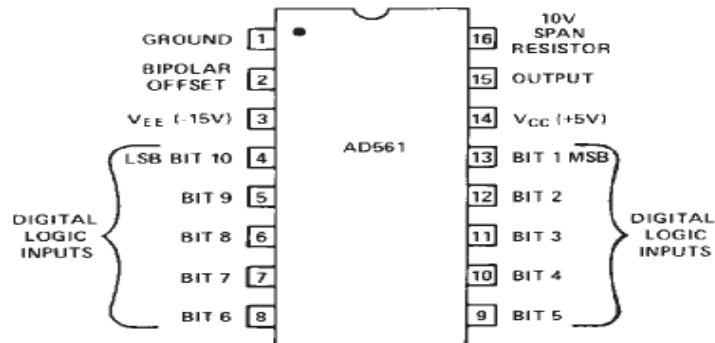 GROUND 1
BIPOLAR
OFFSET 2
VEE (-15V) 3
LSB BIT 10 4
BIT 9 5
BIT 8 6
BIT 7 7
BIT 6 8
DIGITAL
LOGIC
INPUTS
AD561
10V
SPAN
RESISTOR
16
15 OUTPUT
14 VCC (+5V)
13 BIT 1 MSB
12 BIT 2
11 BIT 3
10 BIT 4
9 BIT 5
DIGITAL
LOGIC
INPUTS